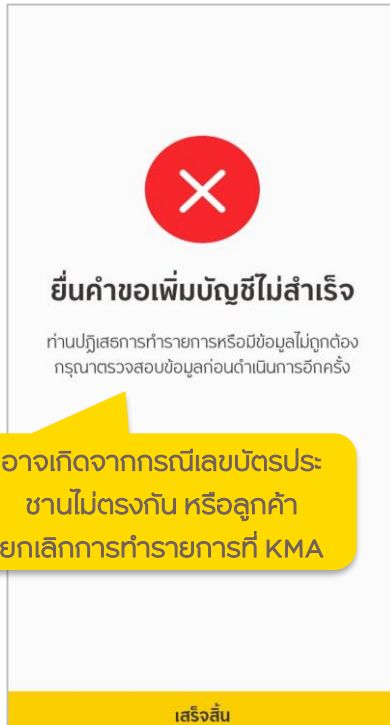 ยื่นคำขอเพิ่มบัญชีไม่สำเร็จ
ท่านปฏิเสธการทำรายการหรือมีข้อมูลไม่ถูกต้อง
กรุณาตรวจสอบข้อมูลก่อนดำเนินการอีกครั้ง
อาจเกิดจากกรณีเลขบัตรประ
ชานไม่ตรงกัน หรือลูกค้า
ยกเลิกการทำรายการที่ KMA
เสร็จสิ้น